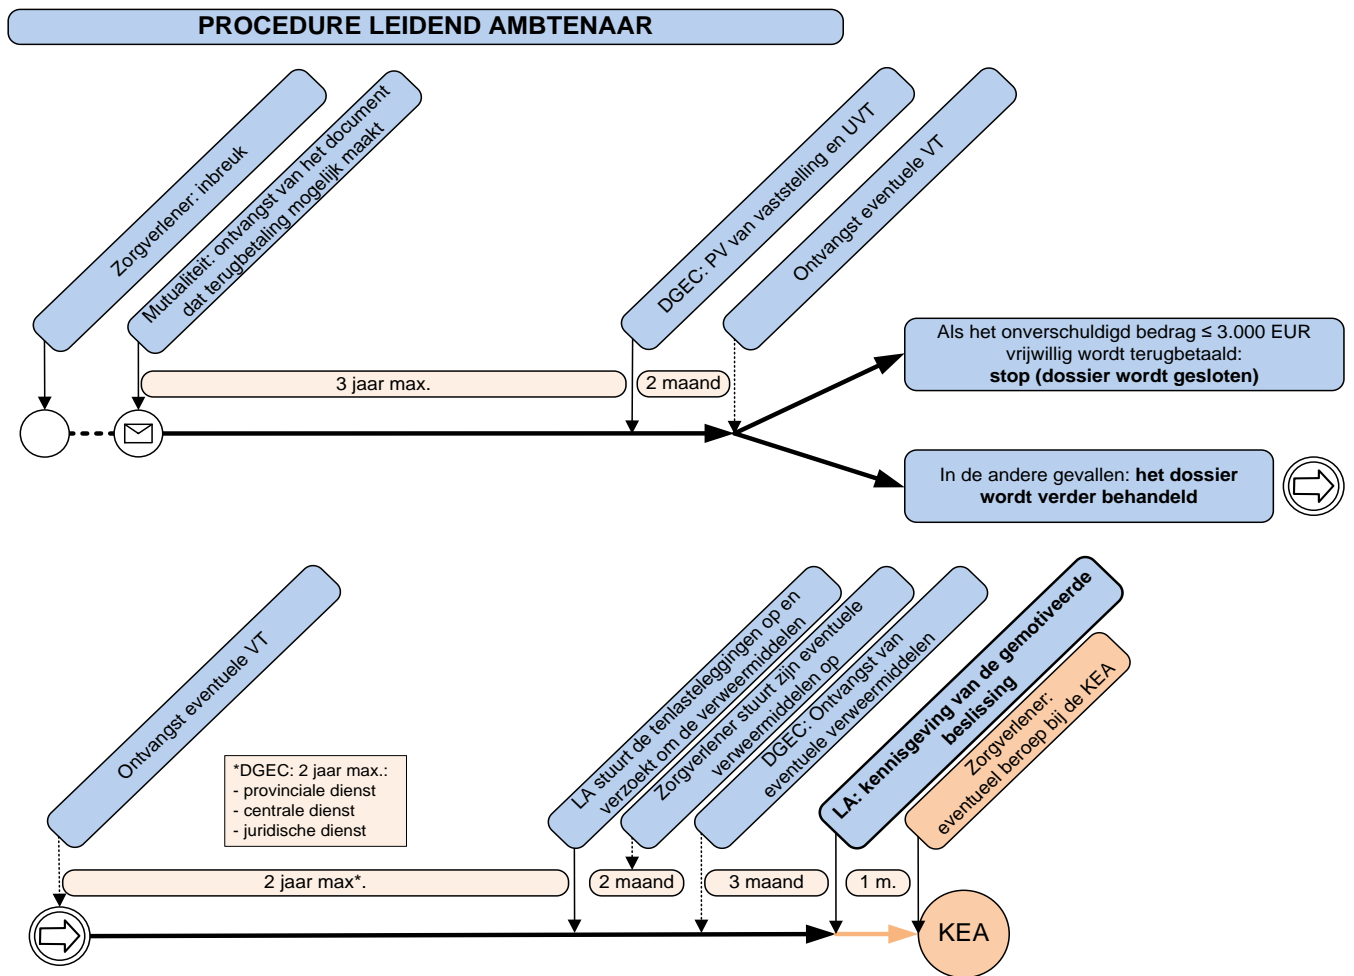 PROCEDURE LEIDEND AMBTENAAR
Zorgverlener: inbreuk
Mutualiteit: ontvangst van het document
dat terugbetaling mogelijk maakt
DGEC: PV van vaststelling en UVT
Ontvangst eventuele VT
3 jaar max.
2 maand
Als het onverschuldigd bedrag ≤ 3.000 EUR
vrijwillig wordt terugbetaald:
stop (dossier wordt gesloten)
In de andere gevallen: het dossier
wordt verder behandeld
Ontvangst eventuele VT
*DGEC: 2 jaar max.:
- provinciale dienst
- centrale dienst
- juridische dienst
LA stuurt de tenlasteleggingen op en
verzoekt om de verweermiddelen
Zorgverlener stuurt zijn eventuele
verweermiddelen op
DGEC: Ontvangst van
eventuele verweermiddelen
LA: kennisgeving van de gemotiveerde
beslissing
Zorgverlener:
eventueel beroep bij de KEA
2 jaar max*.
2 maand
3 maand
1 m.
KEA